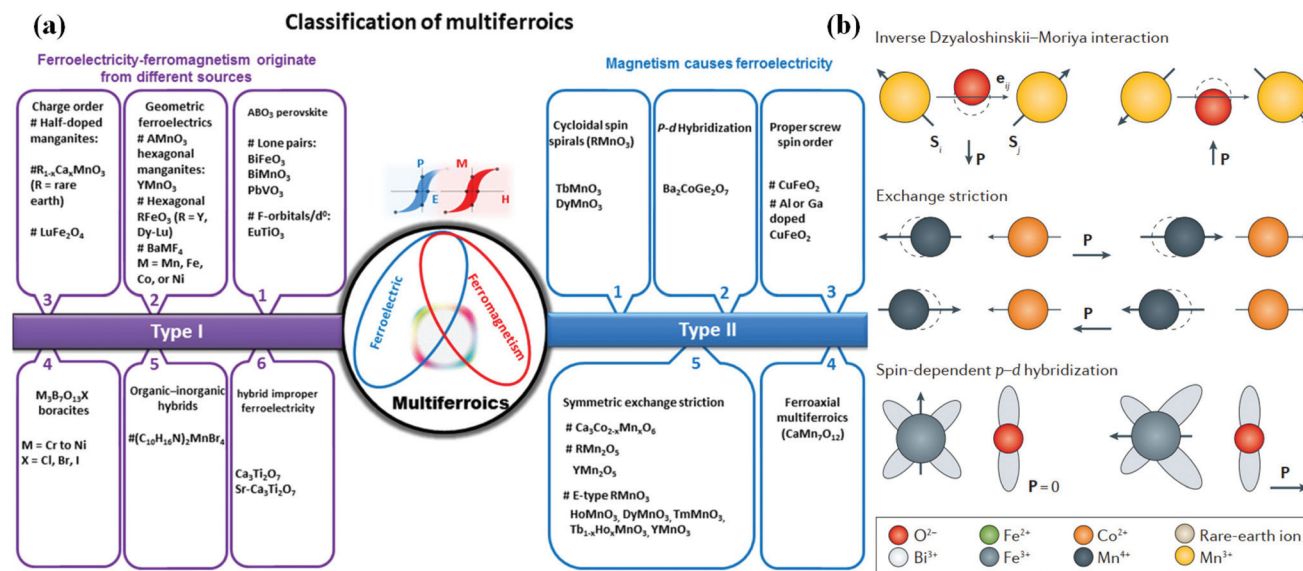 (a)
Classification of multiferroics
Ferroelectricity-ferromagnetism originate
from different sources
Magnetism causes ferroelectricity
Charge order
# Half-doped
manganites:
#R₁₋ₓCaₓMnO₃
(R = rare
earth)
# LuFe₂O₄
3
Geometric
ferroelectrics
# AMnO₃
hexagonal
manganites:
YMnO₃
# Hexagonal
RFeO₃ (R = Y,
Dy-Lu)
# BaMF₄
M = Mn, Fe,
Co, or Ni
2
ABO₃ perovskite
# Lone pairs:
BiFeO₃
BiMnO₃
PbVO₃
# F-orbitals/d⁰:
EuTiO₃
1
P
E
M
H
Cycloidal spin
spirals (RMnO₃)
TbMnO₃
DyMnO₃
1
P-d Hybridization
Ba₂CoGe₂O₇
2
Proper screw
spin order
# CuFeO₂
# Al or Ga
doped
CuFeO₂
3
Type I
Ferroelectric
Ferromagnetism
Multiferroics
Type II
4
M₃B₇O₁₃X
boracites
M = Cr to Ni
X = Cl, Br, I
5
Organic–inorganic
hybrids
#(C₁₀H₁₆N)₂MnBr₄
6
hybrid improper
ferroelectricity
Ca₃Ti₂O₇
Sr-Ca₃Ti₂O₇
5
Symmetric exchange striction
# Ca₃Co₂₋ₓMnₓO₆
# RMn₂O₅
YMn₂O₅
# E-type RMnO₃
HoMnO₃, DyMnO₃, TmMnO₃,
Tb₁₋ₓHoₓMnO₃, YMnO₃
4
Ferroaxial
multiferroics
(CaMn₇O₁₂)
(b)
Inverse Dzyaloshinskii–Moriya interaction
eᵢⱼ
Sᵢ
P
Sⱼ
P
Exchange striction
P
P
Spin-dependent p–d hybridization
P = 0
P
O²⁻
Fe²⁺
Co²⁺
Rare-earth ion
Bi³⁺
Fe³⁺
Mn⁴⁺
Mn³⁺